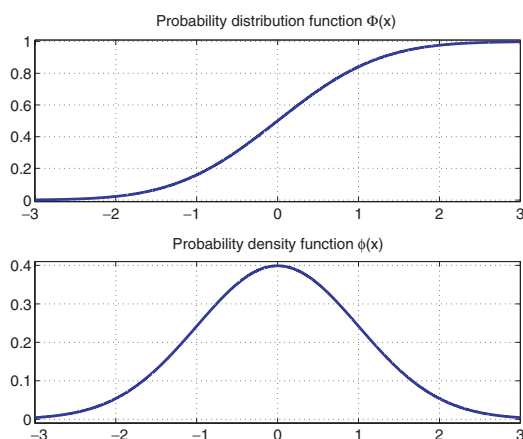 Probability distribution function Φ(x)
1
0.8
0.6
0.4
0.2
0
−3 −2 −1 0 1 2 3
Probability density function ϕ(x)
0.4
0.3
0.2
0.1
0
−3 −2 −1 0 1 2 3